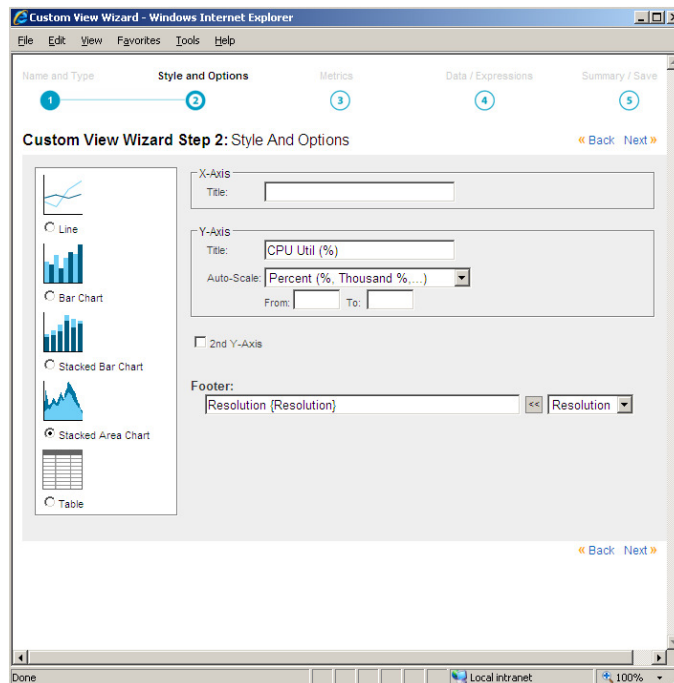 Custom View Wizard - Windows Internet Explorer
File Edit View Favorites Tools Help
Name and Type Style and Options Metrics Data / Expressions Summary / Save
1 2 3 4 5
Custom View Wizard Step 2: Style And Options « Back Next »
Line
Bar Chart
Stacked Bar Chart
Stacked Area Chart
Table
X-Axis
Title:
Y-Axis
Title: CPU Util (%)
Auto-Scale: Percent (%, Thousand %,...)
From: To:
2nd Y-Axis
Footer:
Resolution {Resolution} << Resolution
« Back Next »
Done Local intranet 100%